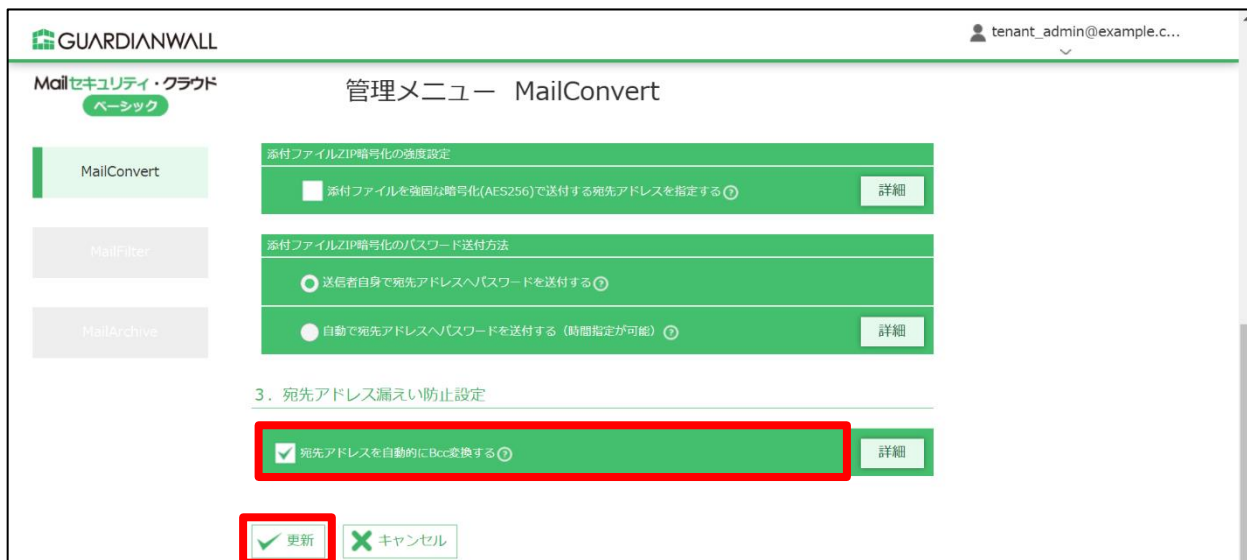 GUARDIANWALL
tenant_admin@example.c...
Mailセキュリティ・クラウド
ベーシック
管理メニュー MailConvert
MailConvert
MailFilter
MailArchive
添付ファイルZIP暗号化の強度設定
添付ファイルを強固な暗号化(AES256)で送付する宛先アドレスを指定する?
詳細
添付ファイルZIP暗号化のパスワード送付方法
送信者自身で宛先アドレスへパスワードを送付する?
自動で宛先アドレスへパスワードを送付する（時間指定が可能）?
詳細
3．宛先アドレス漏えい防止設定
宛先アドレスを自動的にBcc変換する?
詳細
更新
キャンセル